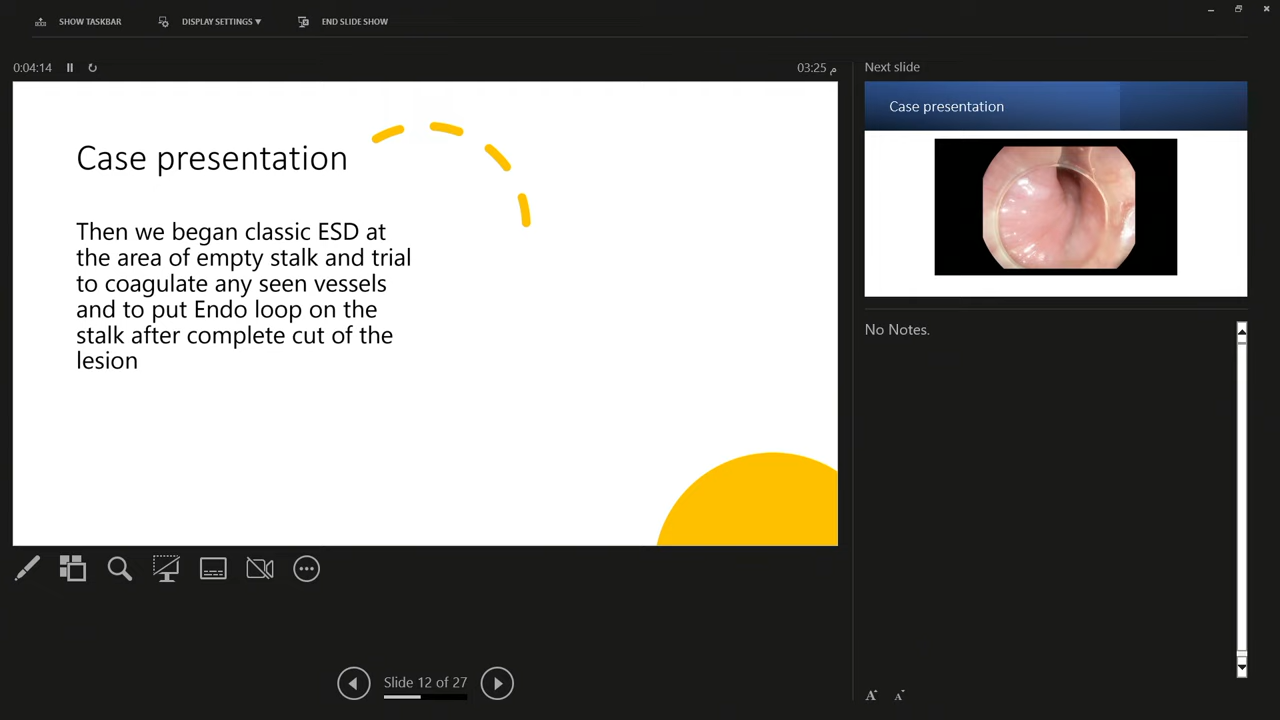 SHOW TASKBAR
DISPLAY SETTINGS ▼
END SLIDE SHOW
0:04:14
03:25 م
Case presentation
Then we began classic ESD at
the area of empty stalk and trial
to coagulate any seen vessels
and to put Endo loop on the
stalk after complete cut of the
lesion
Slide 12 of 27
Next slide
Case presentation
No Notes.
A A